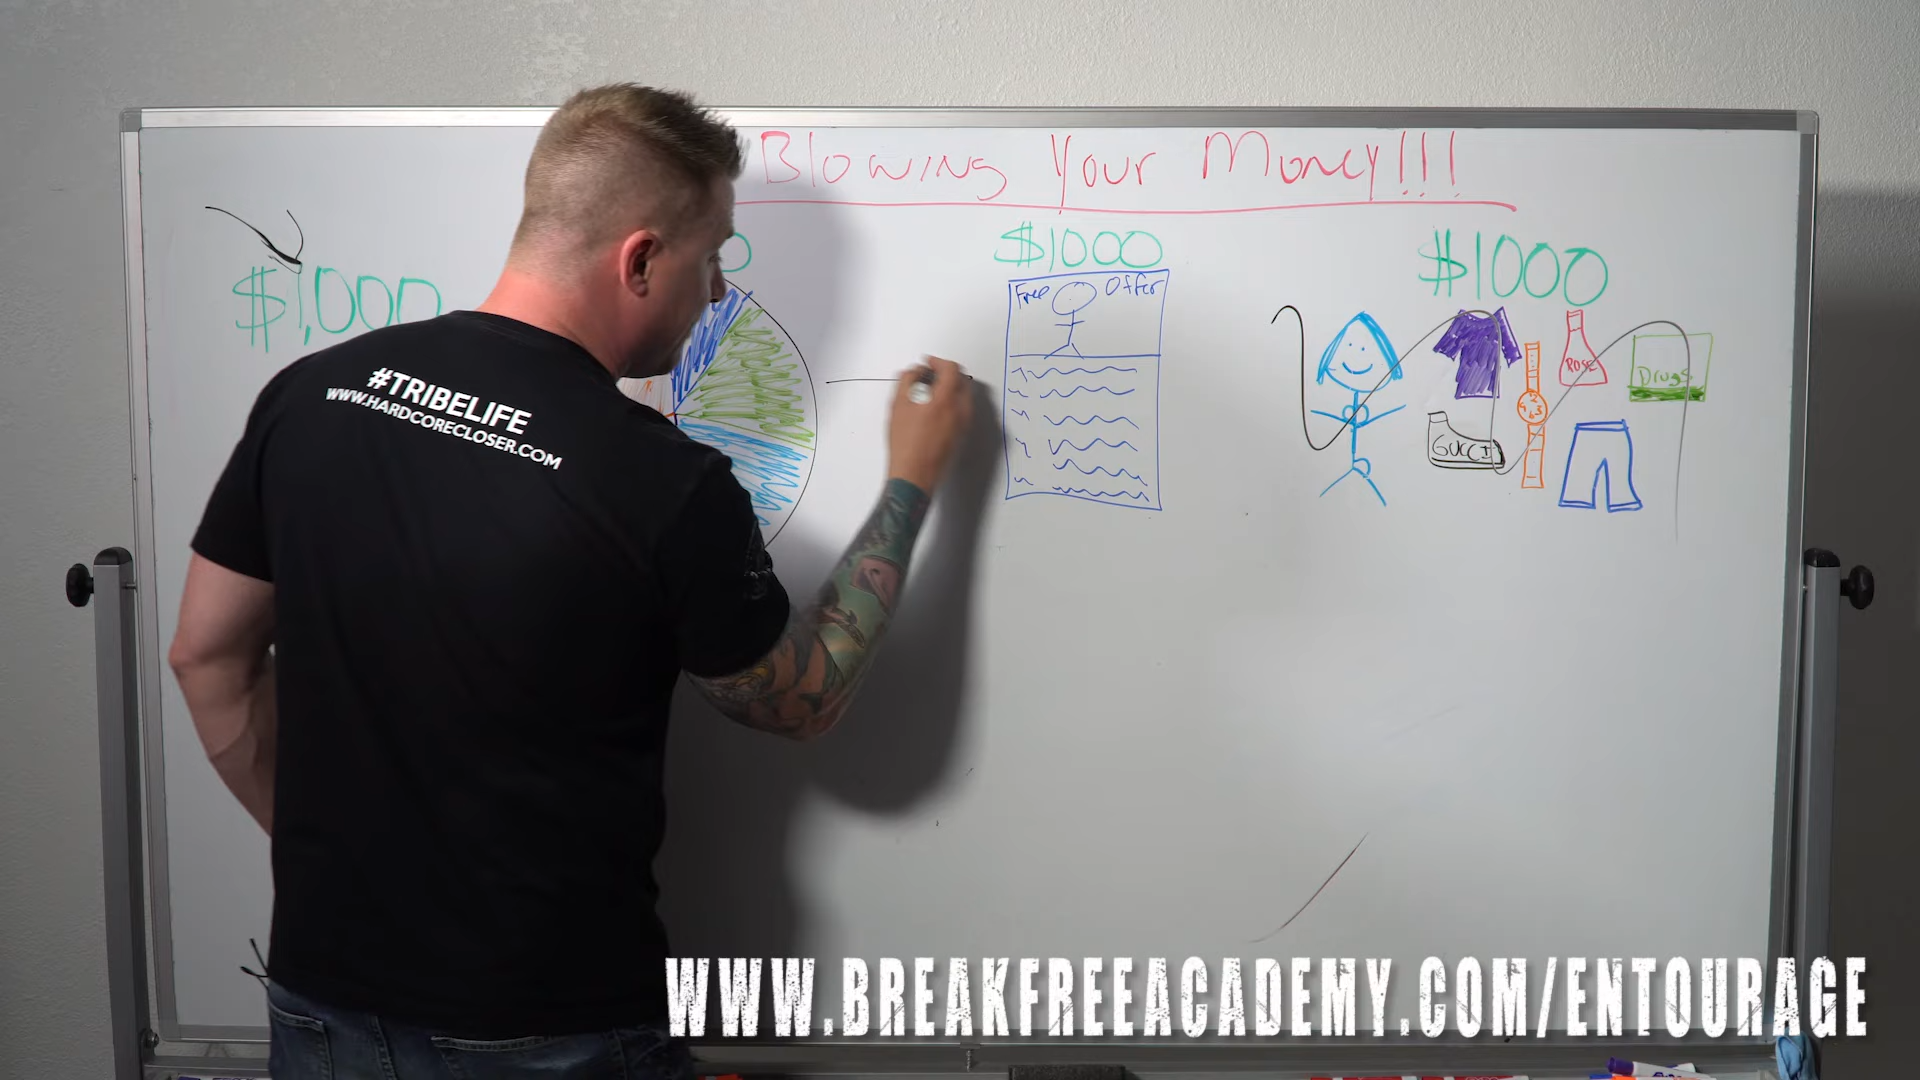 Blowing Your Money!!!
$1,000
0
$1000
$1000
Free Offer
ROSE
Drugs
GUCCI
#TRIBELIFE
WWW.HARDCORECLOSER.COM
WWW.BREAKFREEACADEMY.COM/ENTOURAGE